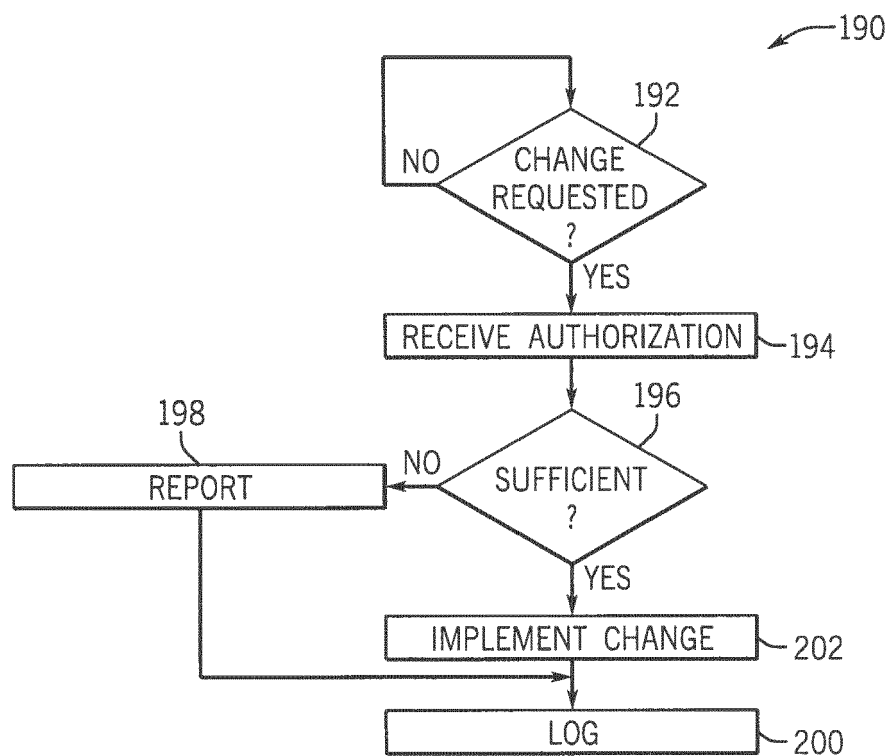 190
192
NO
CHANGE
REQUESTED
?
YES
RECEIVE AUTHORIZATION
194
196
198
NO
SUFFICIENT
?
REPORT
YES
IMPLEMENT CHANGE
202
LOG
200